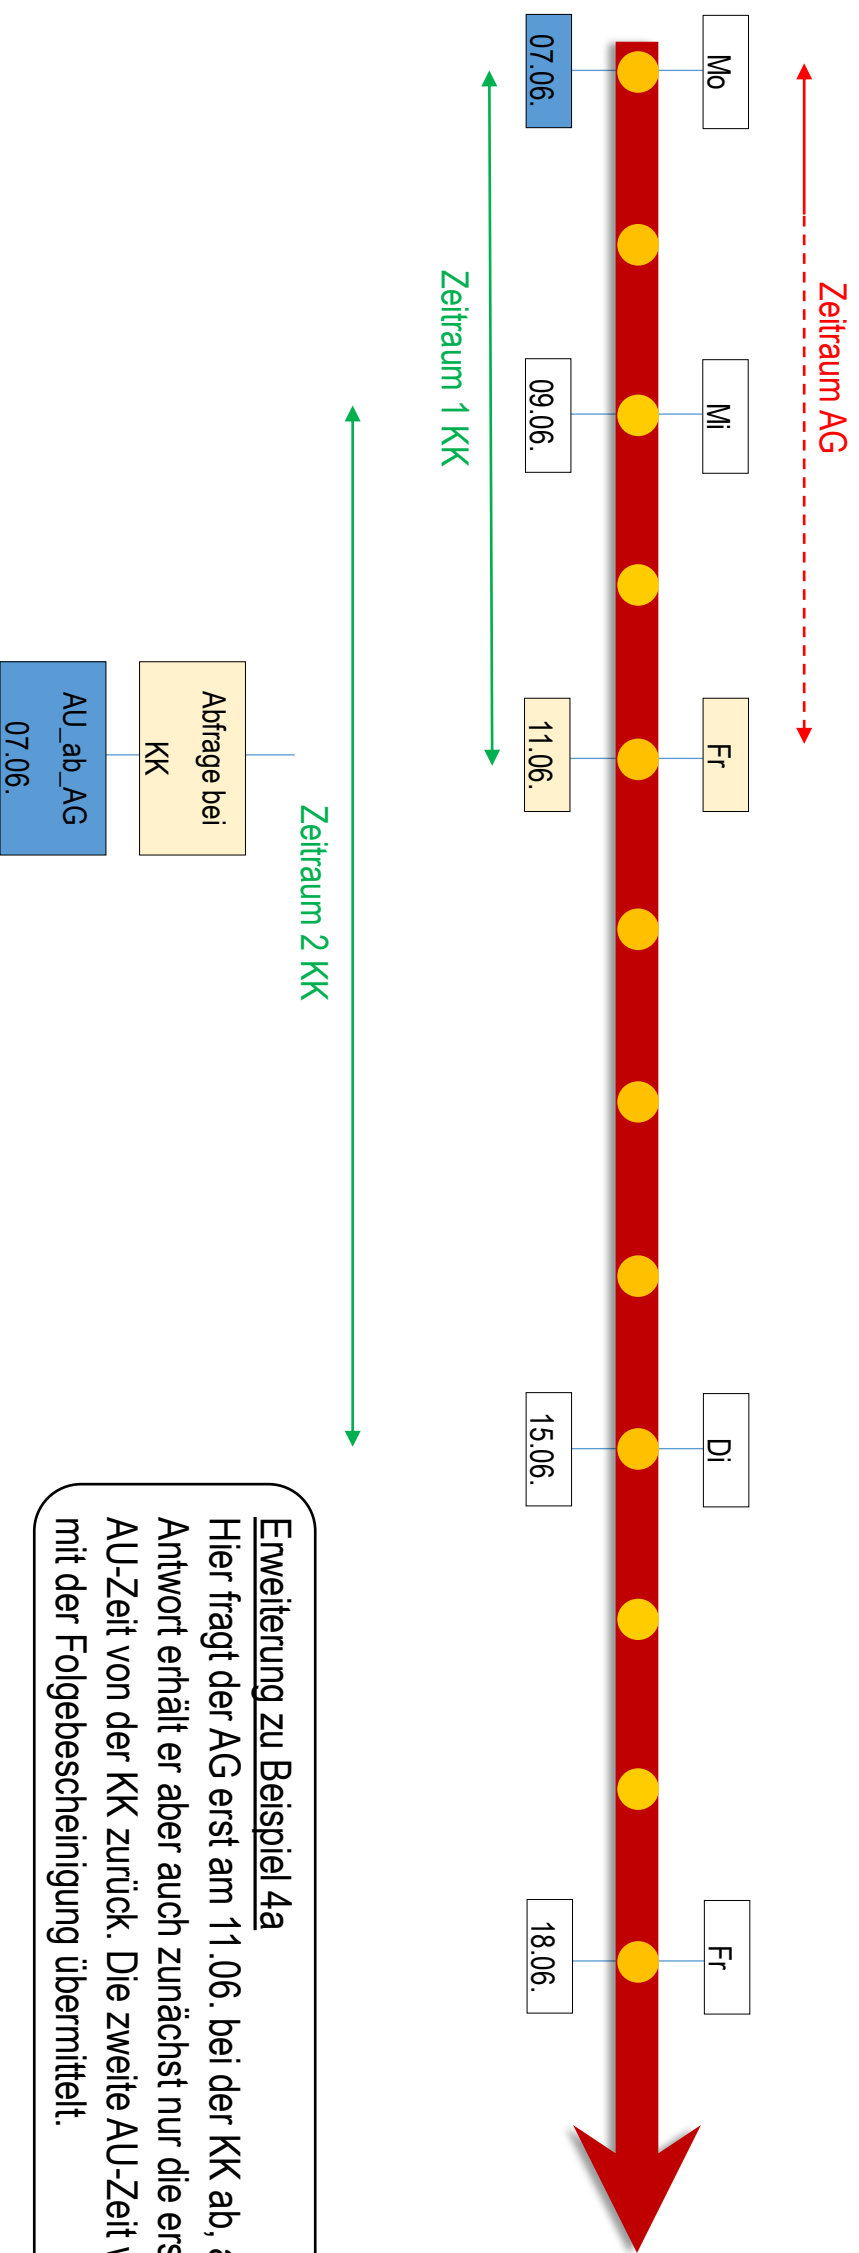 Zeitraum AG
Mo
Mi
Fr
Di
Fr
07.06.
09.06.
11.06.
15.06.
18.06.
Zeitraum 1 KK
Zeitraum 2 KK
Abfrage bei
KK
AU_ab_AG
07.06.
Erweiterung zu Beispiel 4a
Hier fragt der AG erst am 11.06. bei der KK ab,
Antwort erhält er aber auch zunächst nur die
AU-Zeit von der KK zurück. Die zweite AU-Zeit
mit der Folgebescheinigung übermittelt.